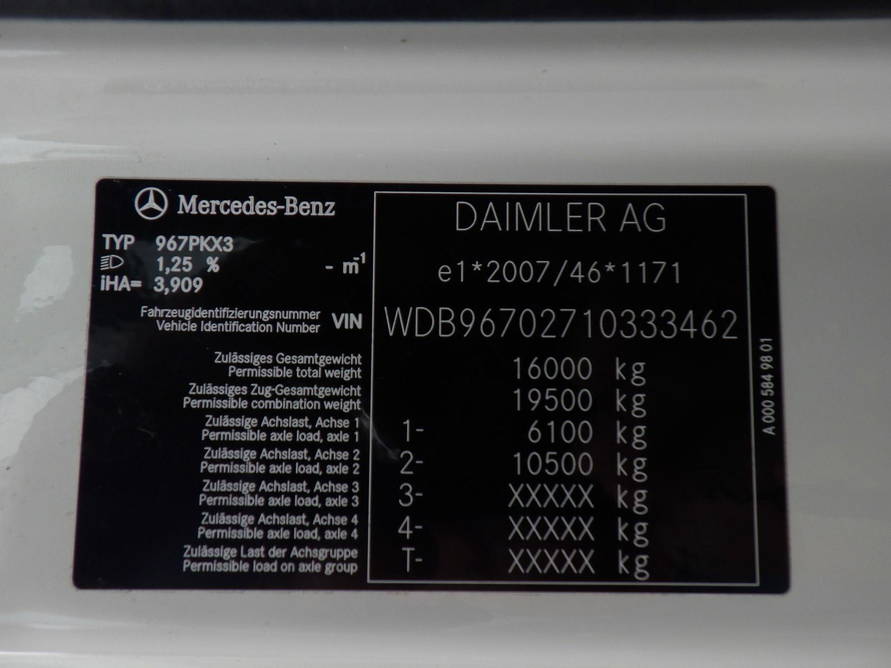 Mercedes-Benz
TYP 967PKX3
1,25 % - m-1
iHA= 3,909
DAIMLER AG
e1*2007/46*1171
Fahrzeugidentifizierungsnummer
Vehicle Identification Number VIN WDB96702710333462
Zulässiges Gesamtgewicht
Permissible total weight 16000 kg
Zulässiges Zug-Gesamtgewicht
Permissible combination weight 19500 kg
Zulässige Achslast, Achse 1
Permissible axle load, axle 1 1- 6100 kg
Zulässige Achslast, Achse 2
Permissible axle load, axle 2 2- 10500 kg
Zulässige Achslast, Achse 3
Permissible axle load, axle 3 3- XXXXX kg
Zulässige Achslast, Achse 4
Permissible axle load, axle 4 4- XXXXX kg
Zulässige Last der Achsgruppe
Permissible load on axle group T- XXXXX kg
A 000 584 98 01